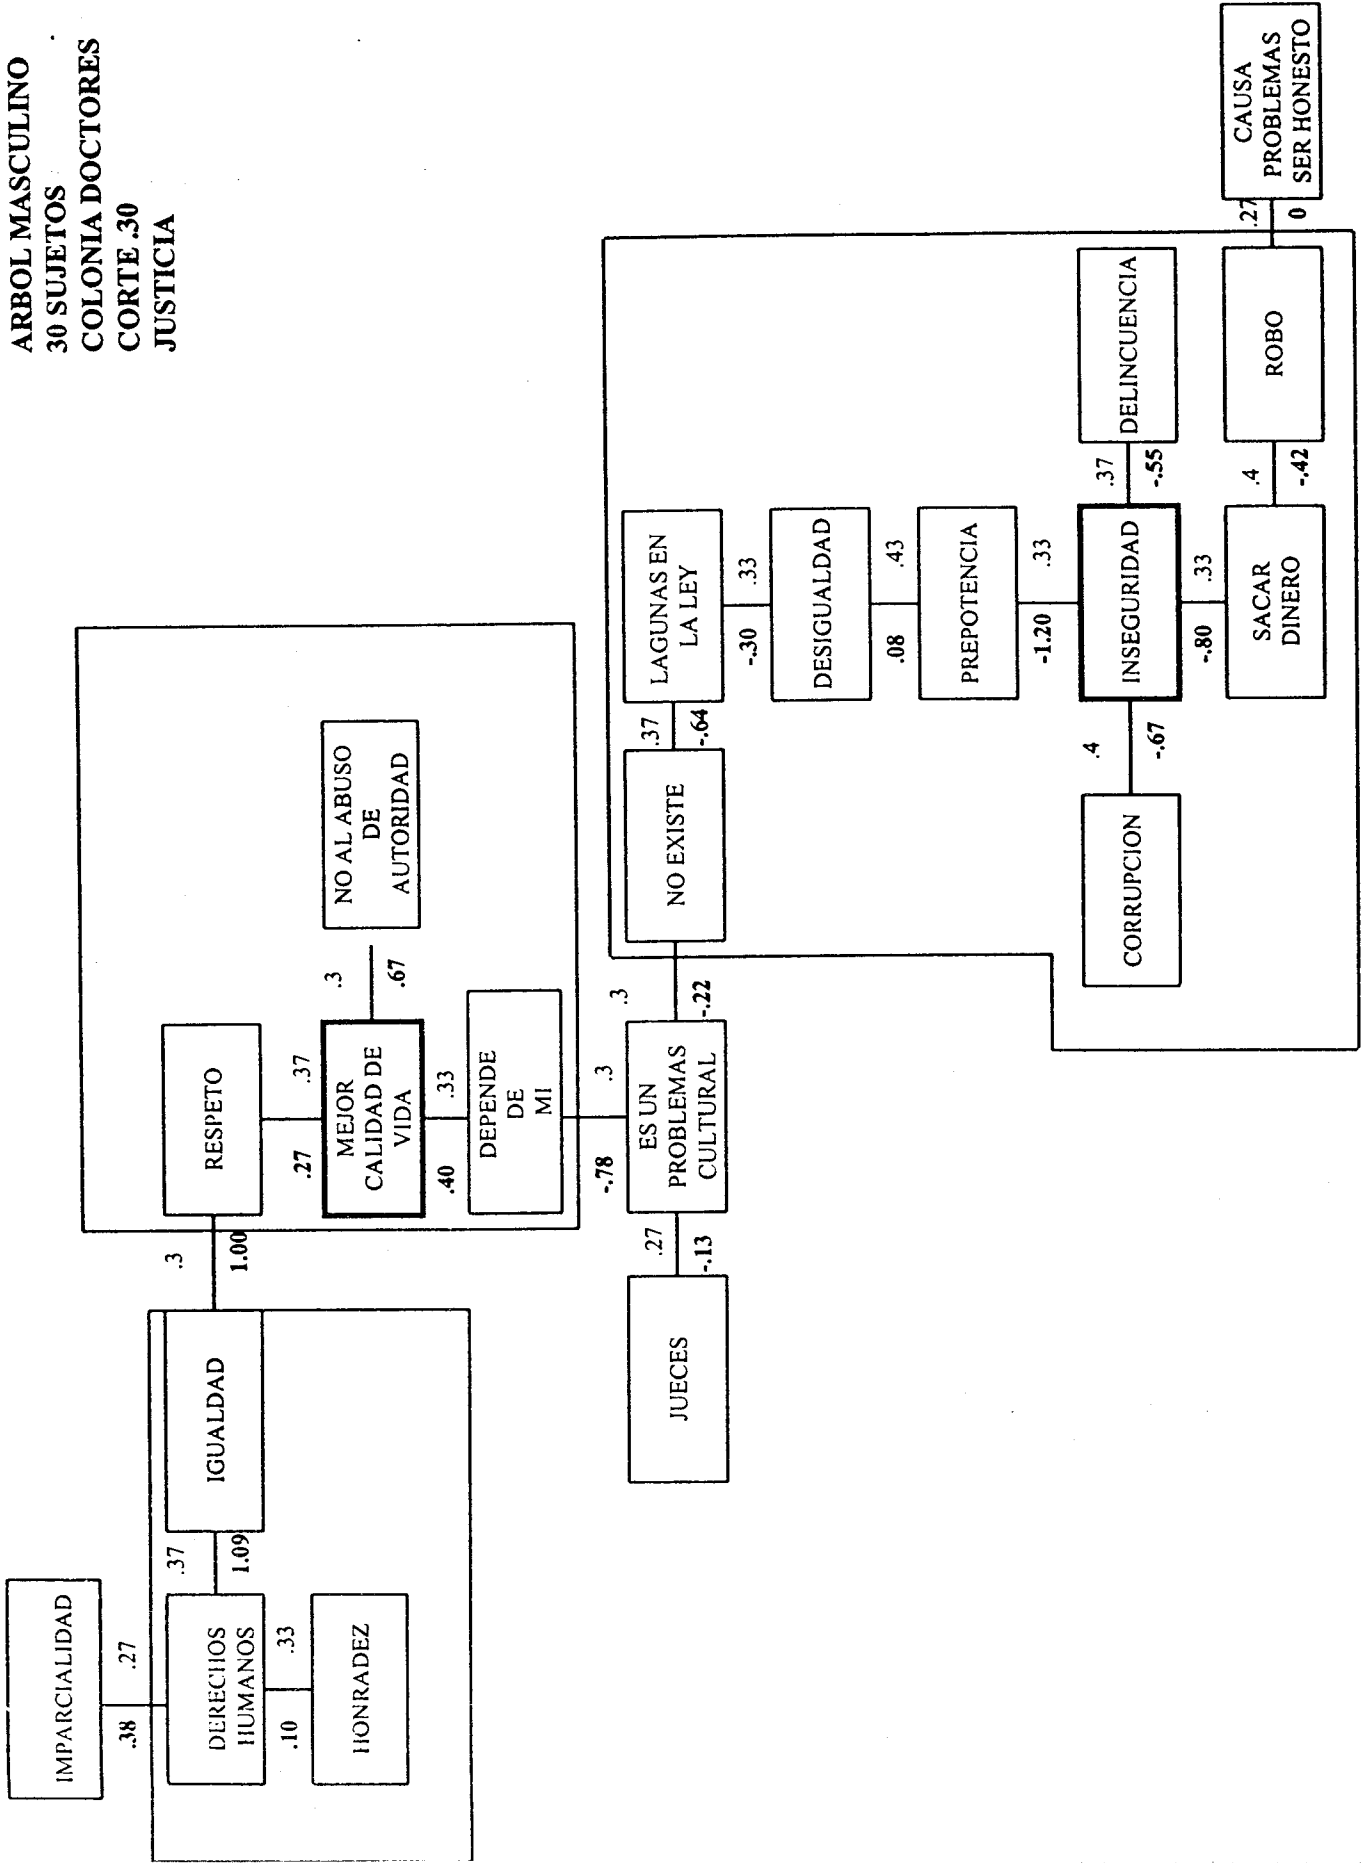 ARBOL MASCULINO
30 SUJETOS
COLONIA DOCTORES
CORTE .30
JUSTICIA
IMPARCIALIDAD
.38
.27
DERECHOS
HUMANOS
.37
1.09
IGUALDAD
.10
.33
HONRADEZ
.3
1.00
RESPETO
.27
.37
MEJOR
CALIDAD DE
VIDA
.3
.67
NO AL ABUSO
DE
AUTORIDAD
.40
.33
DEPENDE
DE
MI
-.78
.3
JUECES
.27
-.13
ES UN
PROBLEMAS
CULTURAL
.3
-.22
NO EXISTE
.37
-.64
LAGUNAS EN
LA LEY
-.30
.33
DESIGUALDAD
.08
.43
PREPOTENCIA
-1.20
.33
CORRUPCION
.4
-.67
INSEGURIDAD
.37
-.55
DELINCUENCIA
-.80
.33
SACAR
DINERO
.4
-.42
ROBO
.27
0
CAUSA
PROBLEMAS
SER HONESTO